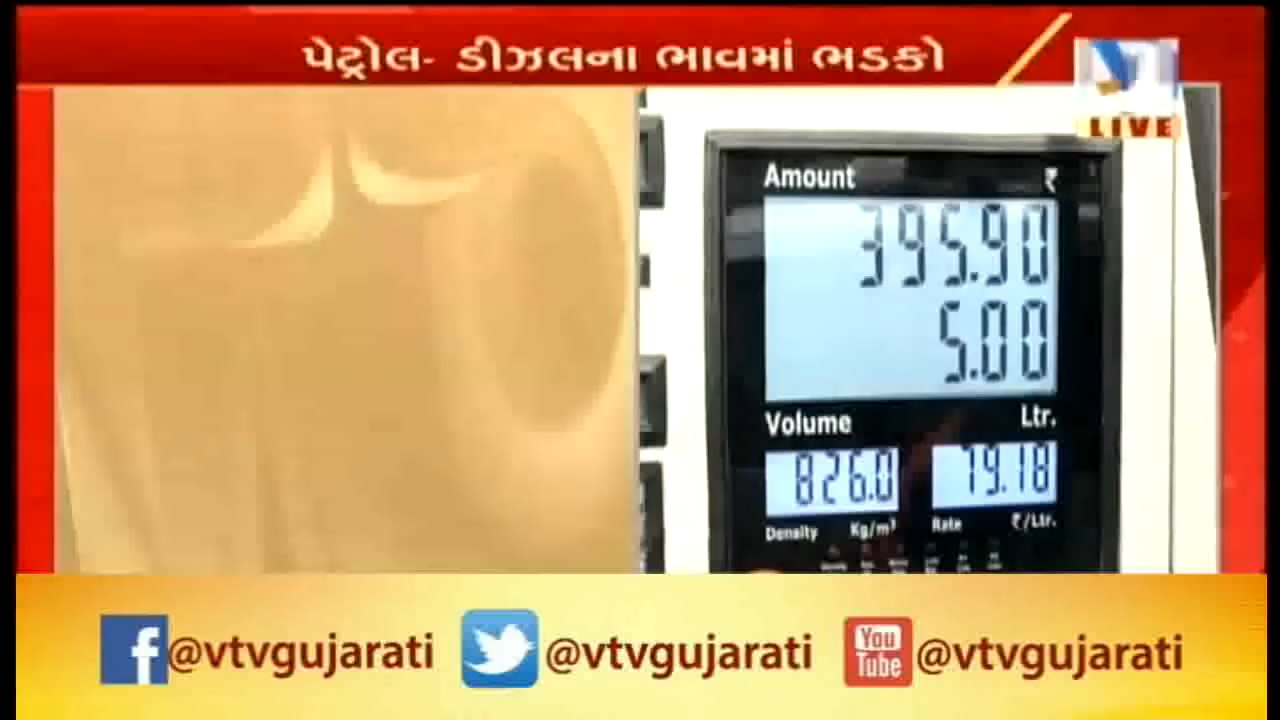 પેટ્રોલ- ડીઝલના ભાવમાં ભડકો
LIVE
Amount ₹
395.90
5.00
Volume Ltr.
826.0 79.18
Density Kg/m³ Rate ₹/Ltr.
@vtvgujarati @vtvgujarati You Tube @vtvgujarati